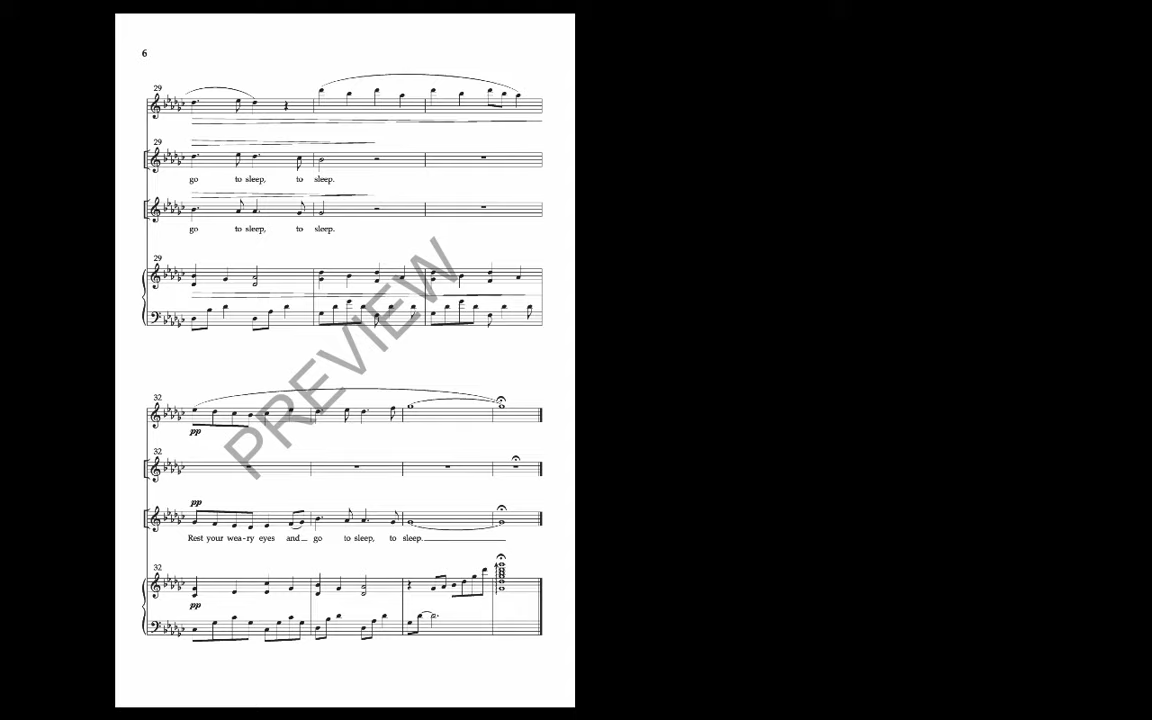 6
29
29
go to sleep, to sleep.
go to sleep, to sleep.
29
PREVIEW
32
pp
32
pp
Rest your wea-ry eyes and go to sleep, to sleep.
32
pp